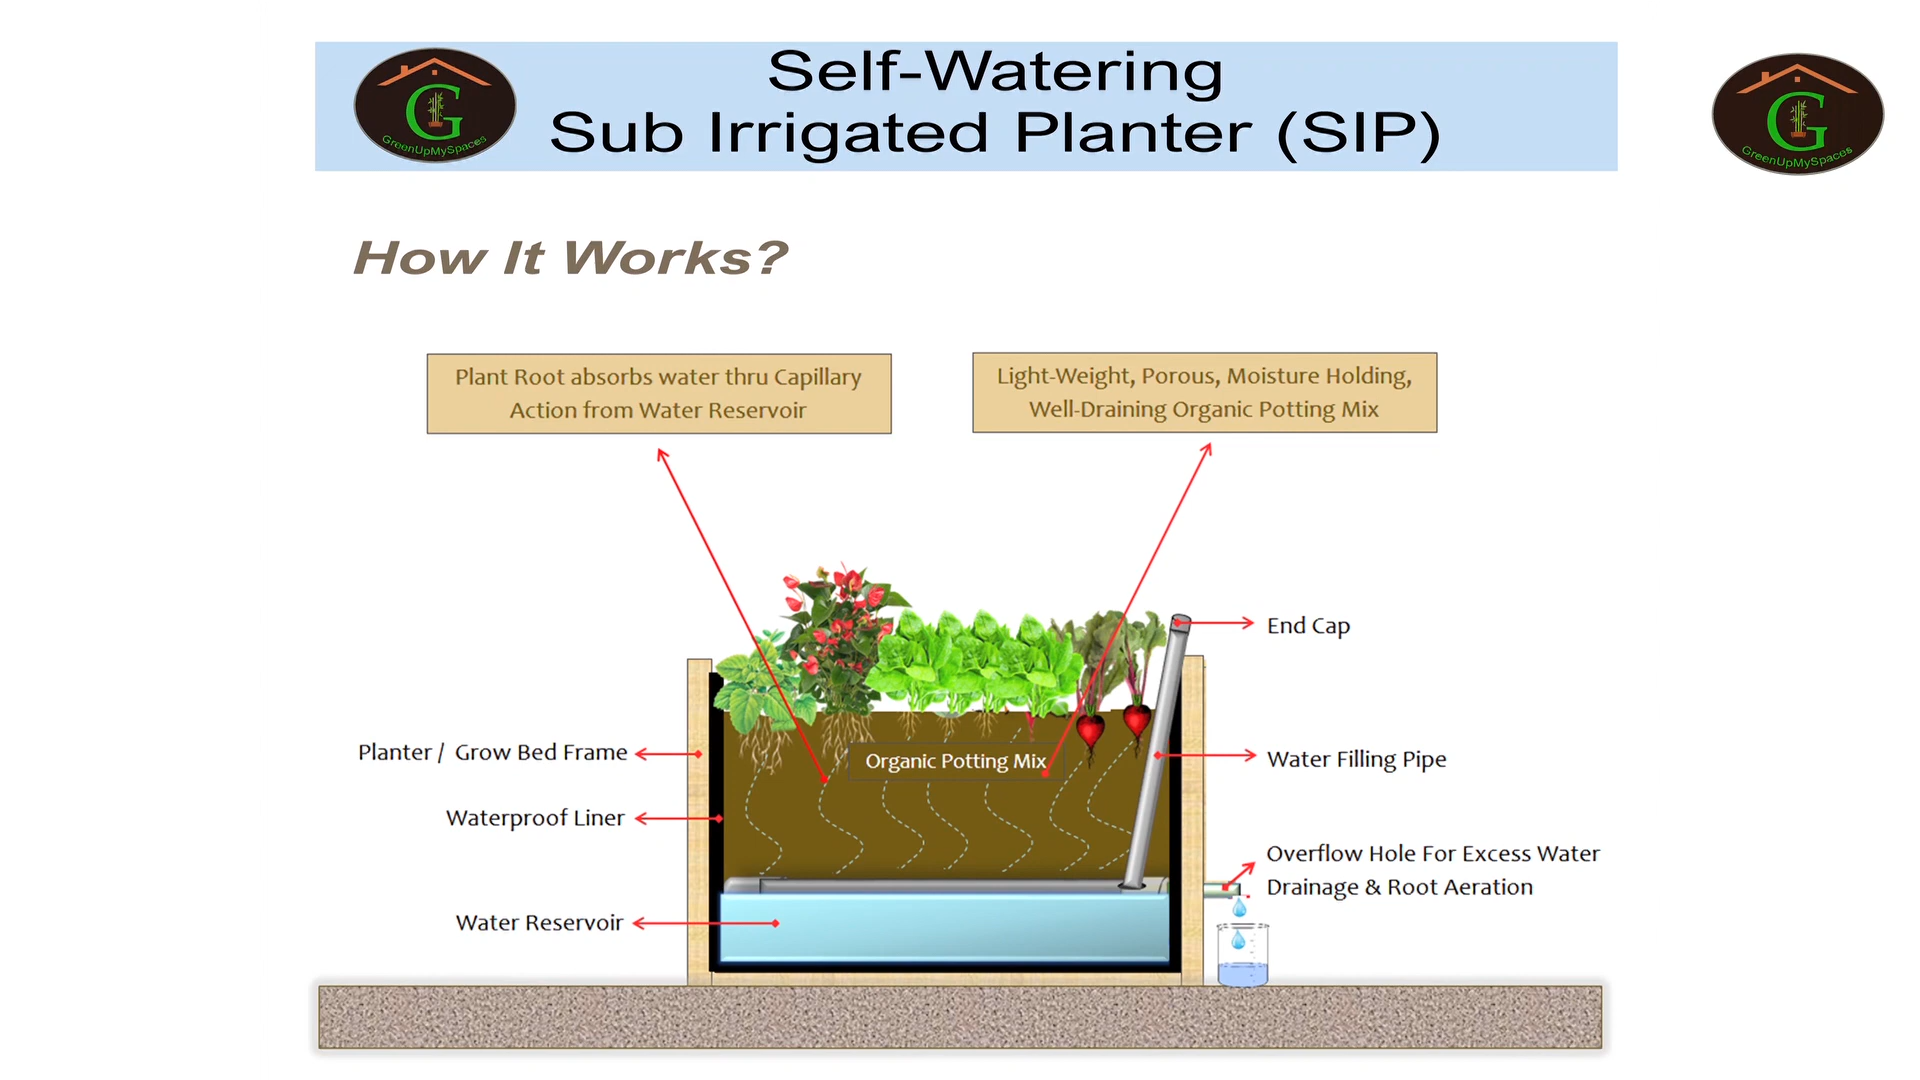 Self-Watering
Sub Irrigated Planter (SIP)
G
GreenUpMySpaces
G
GreenUpMySpaces
How It Works?
Plant Root absorbs water thru Capillary
Action from Water Reservoir
Light-Weight, Porous, Moisture Holding,
Well-Draining Organic Potting Mix
End Cap
Planter / Grow Bed Frame
Organic Potting Mix
Water Filling Pipe
Waterproof Liner
Overflow Hole For Excess Water
Drainage & Root Aeration
Water Reservoir